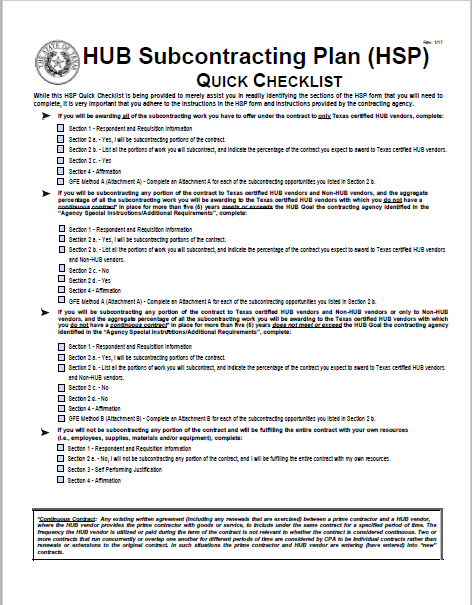 Rev. 1/17
HUB Subcontracting Plan (HSP)
QUICK CHECKLIST
While this HSP Quick Checklist is being provided to merely assist you in readily identifying the sections of the HSP form that you will need to
complete, it is very important that you adhere to the instructions in the HSP form and instructions provided by the contracting agency.
➤ If you will be awarding all of the subcontracting work you have to offer under the contract to only Texas certified HUB vendors, complete:
Section 1 - Respondent and Requisition Information
Section 2 a. - Yes, I will be subcontracting portions of the contract.
Section 2 b. - List all the portions of work you will subcontract, and indicate the percentage of the contract you expect to award to Texas certified HUB vendors.
Section 2 c. - Yes
Section 4 - Affirmation
GFE Method A (Attachment A) - Complete an Attachment A for each of the subcontracting opportunities you listed in Section 2 b.
➤ If you will be subcontracting any portion of the contract to Texas certified HUB vendors and Non-HUB vendors, and the aggregate
percentage of all the subcontracting work you will be awarding to the Texas certified HUB vendors with which you do not have a
continuous contract* in place for more than five (5) years meets or exceeds the HUB Goal the contracting agency identified in the
"Agency Special Instructions/Additional Requirements", complete:
Section 1 - Respondent and Requisition Information
Section 2 a. - Yes, I will be subcontracting portions of the contract.
Section 2 b. - List all the portions of work you will subcontract, and indicate the percentage of the contract you expect to award to Texas certified HUB vendors
and Non-HUB vendors.
Section 2 c. - No
Section 2 d. - Yes
Section 4 - Affirmation
GFE Method A (Attachment A) - Complete an Attachment A for each of the subcontracting opportunities you listed in Section 2 b.
➤ If you will be subcontracting any portion of the contract to Texas certified HUB vendors and Non-HUB vendors or only to Non-HUB
vendors, and the aggregate percentage of all the subcontracting work you will be awarding to the Texas certified HUB vendors with which
you do not have a continuous contract* in place for more than five (5) years does not meet or exceed the HUB Goal the contracting agency
identified in the "Agency Special Instructions/Additional Requirements", complete:
Section 1 - Respondent and Requisition Information
Section 2 a. - Yes, I will be subcontracting portions of the contract.
Section 2 b. - List all the portions of work you will subcontract, and indicate the percentage of the contract you expect to award to Texas certified HUB vendors
and Non-HUB vendors.
Section 2 c. - No
Section 2 d. - No
Section 4 - Affirmation
GFE Method B (Attachment B) - Complete an Attachment B for each of the subcontracting opportunities you listed in Section 2 b.
➤ If you will not be subcontracting any portion of the contract and will be fulfilling the entire contract with your own resources
(i.e., employees, supplies, materials and/or equipment), complete:
Section 1 - Respondent and Requisition Information
Section 2 a. - No, I will not be subcontracting any portion of the contract, and I will be fulfilling the entire contract with my own resources.
Section 3 - Self Performing Justification
Section 4 - Affirmation
*Continuous Contract: Any existing written agreement (including any renewals that are exercised) between a prime contractor and a HUB vendor,
where the HUB vendor provides the prime contractor with goods or service, to include under the same contract for a specified period of time. The
frequency the HUB vendor is utilized or paid during the term of the contract is not relevant to whether the contract is considered continuous. Two or
more contracts that run concurrently or overlap one another for different periods of time are considered by CPA to be individual contracts rather than
renewals or extensions to the original contract. In such situations the prime contractor and HUB vendor are entering (have entered) into "new"
contracts.